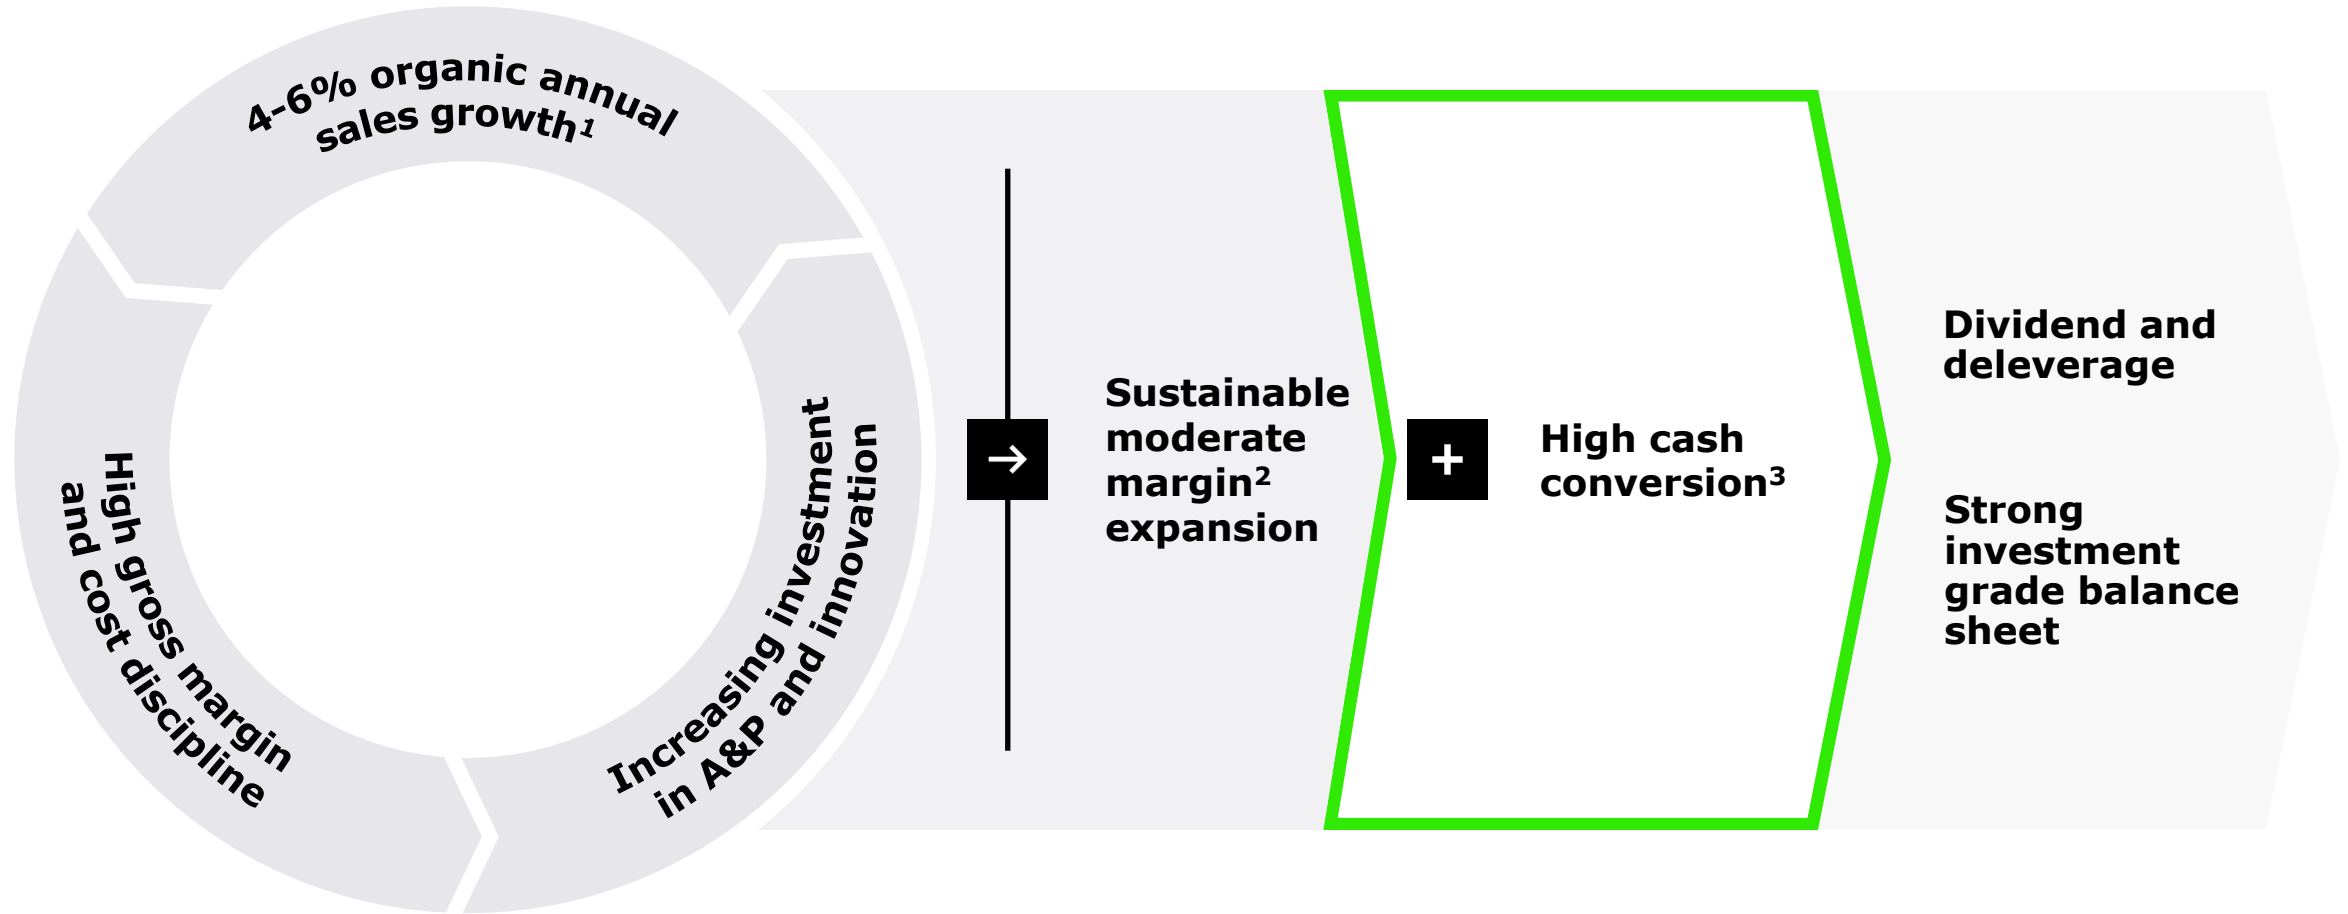 4–6% organic annual
sales growth¹
Increasing investment
in A&P and innovation
High gross margin
and cost discipline
→
Sustainable
moderate
margin²
expansion
+
High cash
conversion³
Dividend and
deleverage
Strong
investment
grade balance
sheet